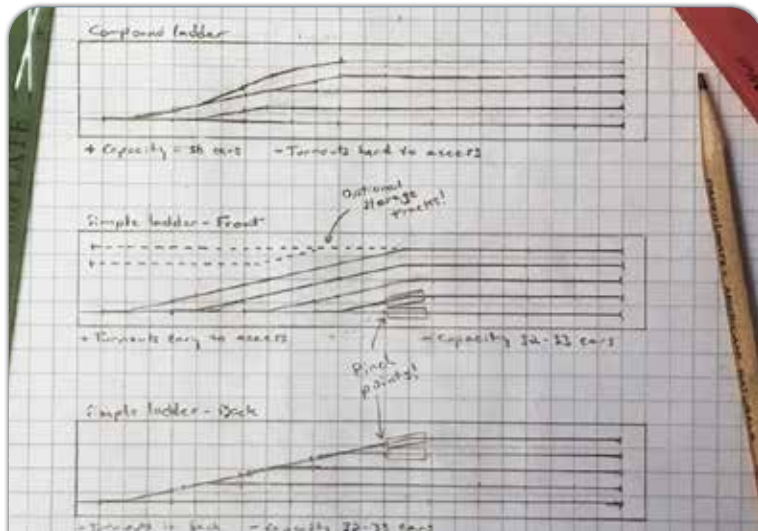 Compound ladder
+ Capacity = 38 cars - Turnouts hard to access
Optional
storage
tracks!
Simple ladder - Front
+ Turnouts easy to access - Capacity 32-33 cars
Pinch
points!
Simple ladder - Back
- Turnouts in back - Capacity 32-33 cars